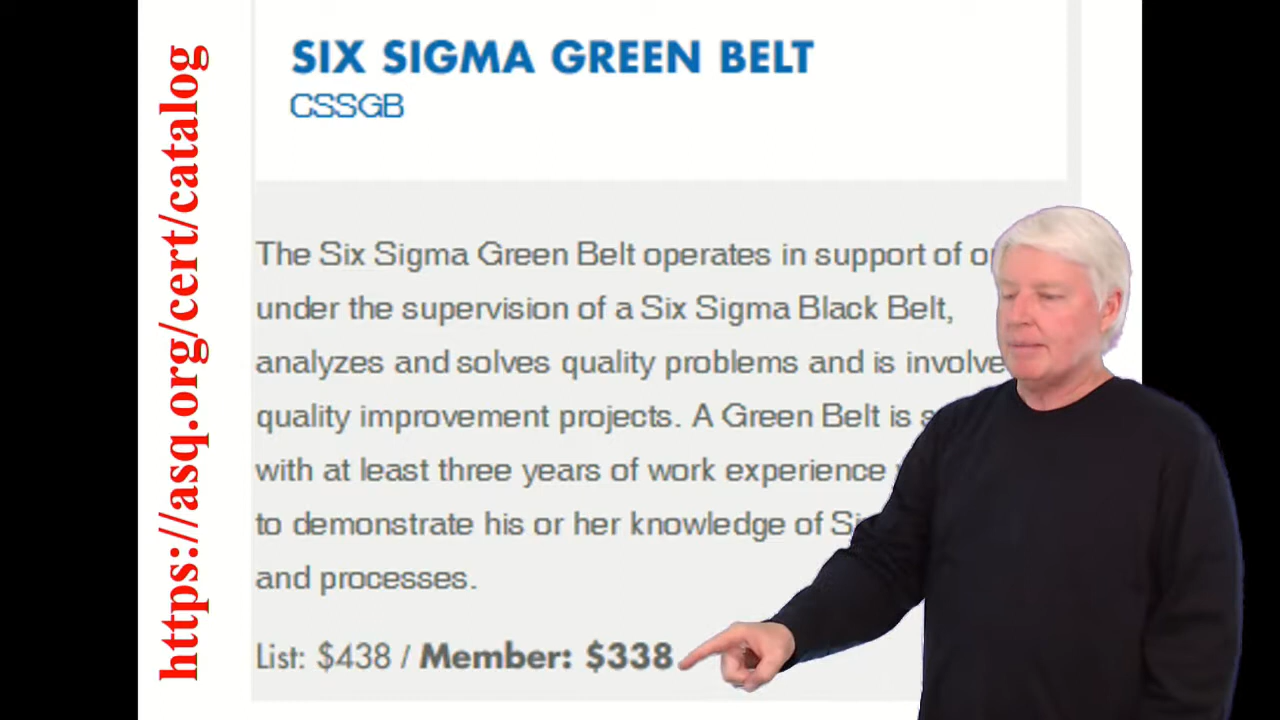 https://asq.org/cert/catalog
SIX SIGMA GREEN BELT
CSSGB
The Six Sigma Green Belt operates in support of or
under the supervision of a Six Sigma Black Belt,
analyzes and solves quality problems and is involve
quality improvement projects. A Green Belt is
with at least three years of work experience
to demonstrate his or her knowledge of
and processes.
List: $438 / Member: $338